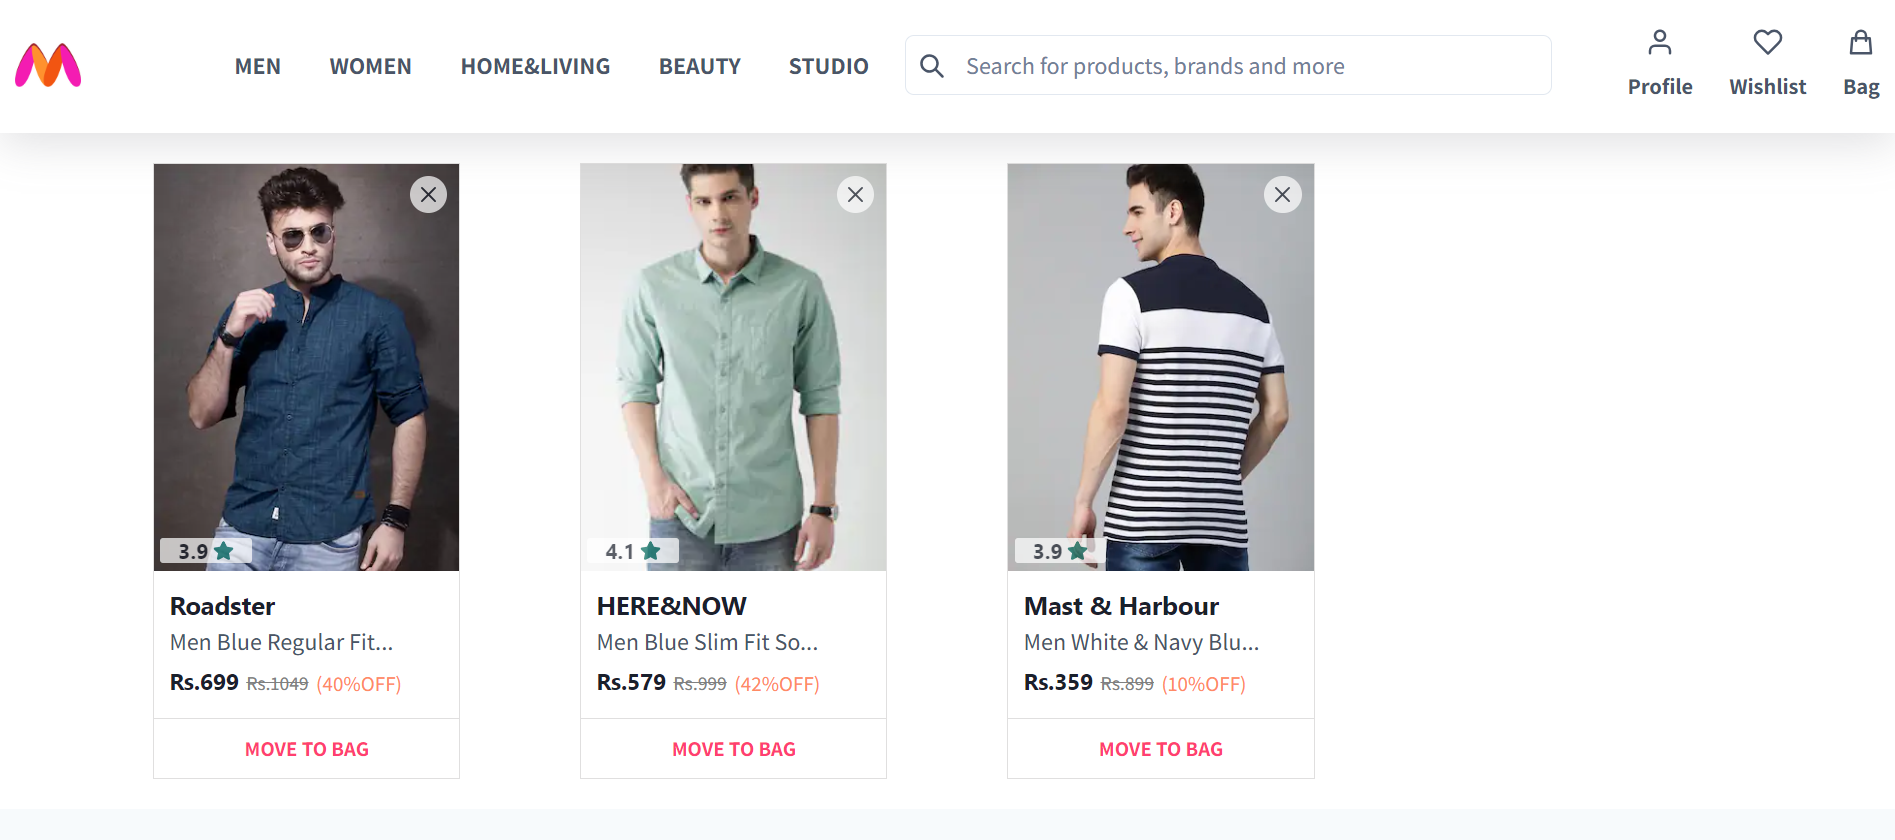 MEN WOMEN HOME&LIVING BEAUTY STUDIO Search for products, brands and more Profile Wishlist Bag
3.9
Roadster
Men Blue Regular Fit...
Rs.699 Rs.1049 (40%OFF)
MOVE TO BAG
4.1
HERE&NOW
Men Blue Slim Fit So...
Rs.579 Rs.999 (42%OFF)
MOVE TO BAG
3.9
Mast & Harbour
Men White & Navy Blu...
Rs.359 Rs.899 (10%OFF)
MOVE TO BAG